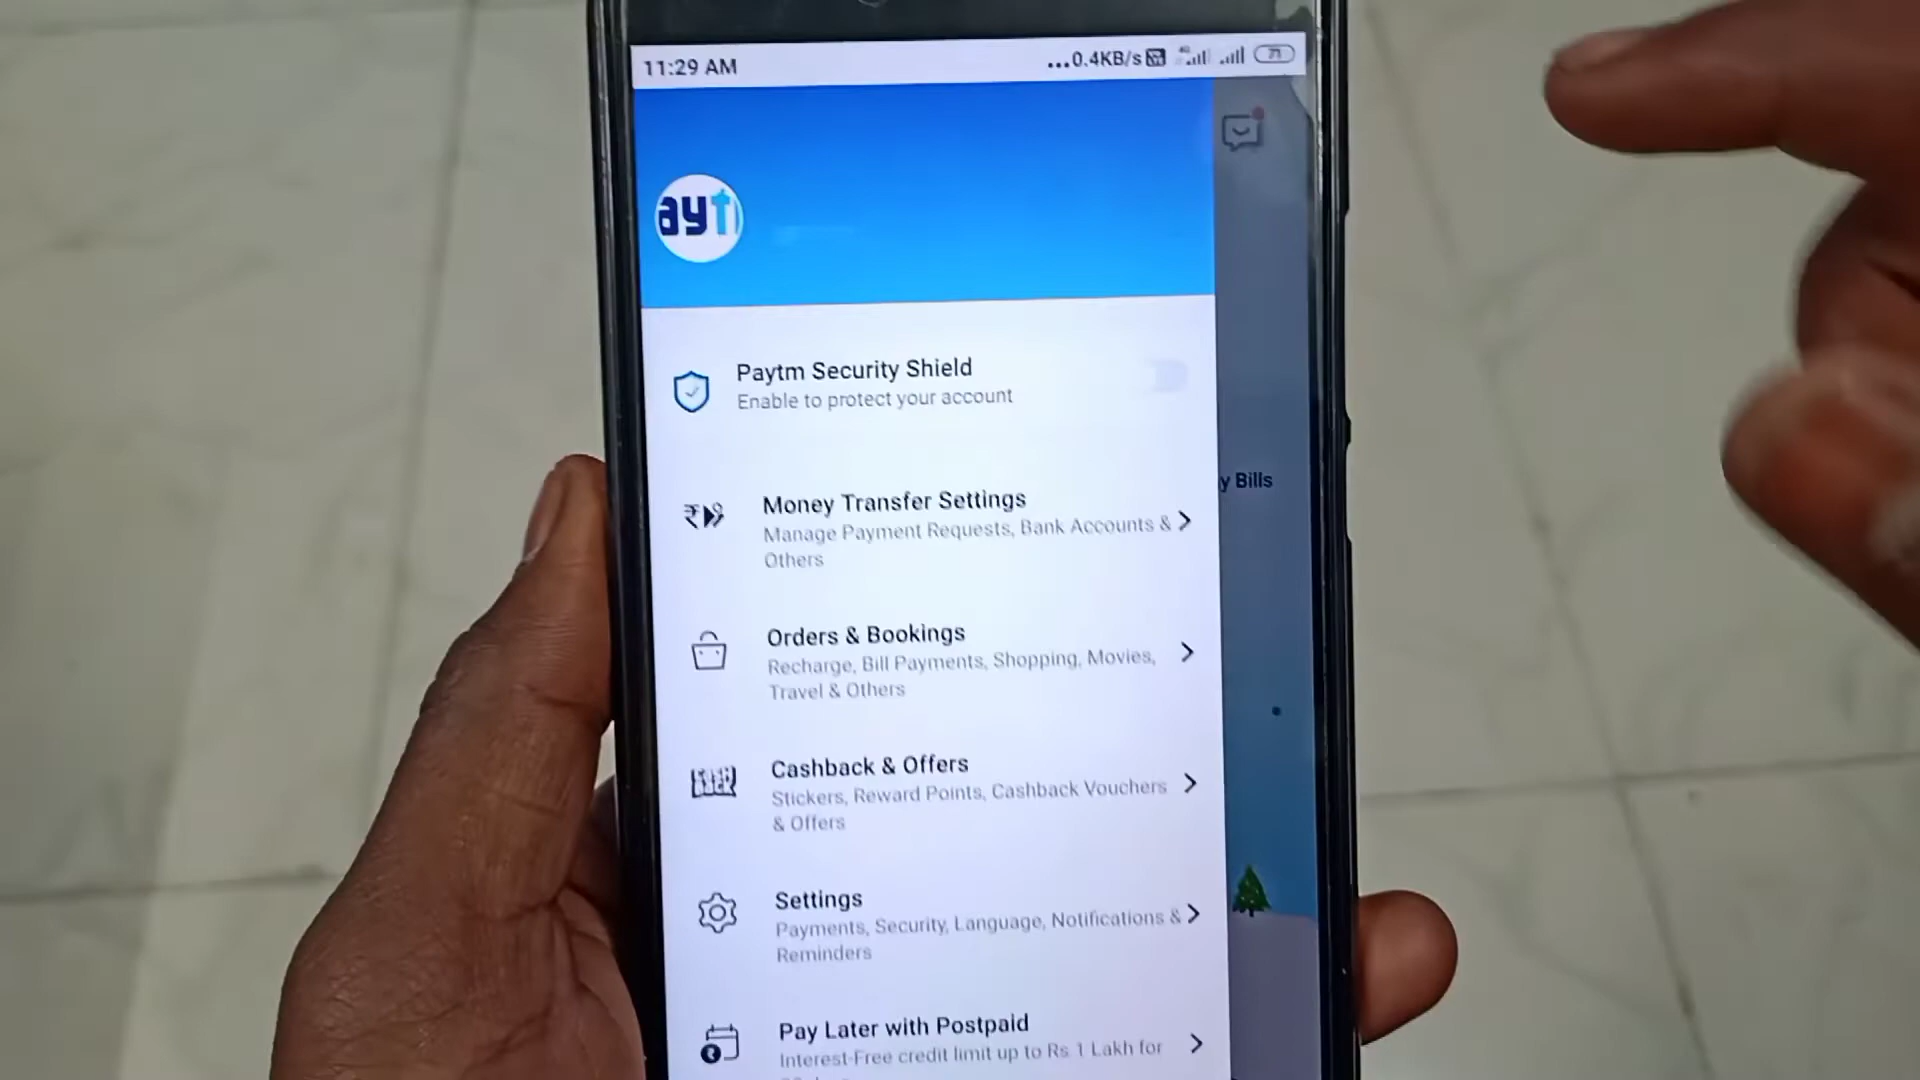 11:29 AM
...0.4KB/s 4G 71
ayt
Paytm Security Shield
Enable to protect your account
y Bills
Money Transfer Settings
Manage Payment Requests, Bank Accounts &
Others
Orders & Bookings
Recharge, Bill Payments, Shopping, Movies,
Travel & Others
Cashback & Offers
Stickers, Reward Points, Cashback Vouchers
& Offers
Settings
Payments, Security, Language, Notifications &
Reminders
Pay Later with Postpaid
Interest-Free credit limit up to Rs 1 Lakh for